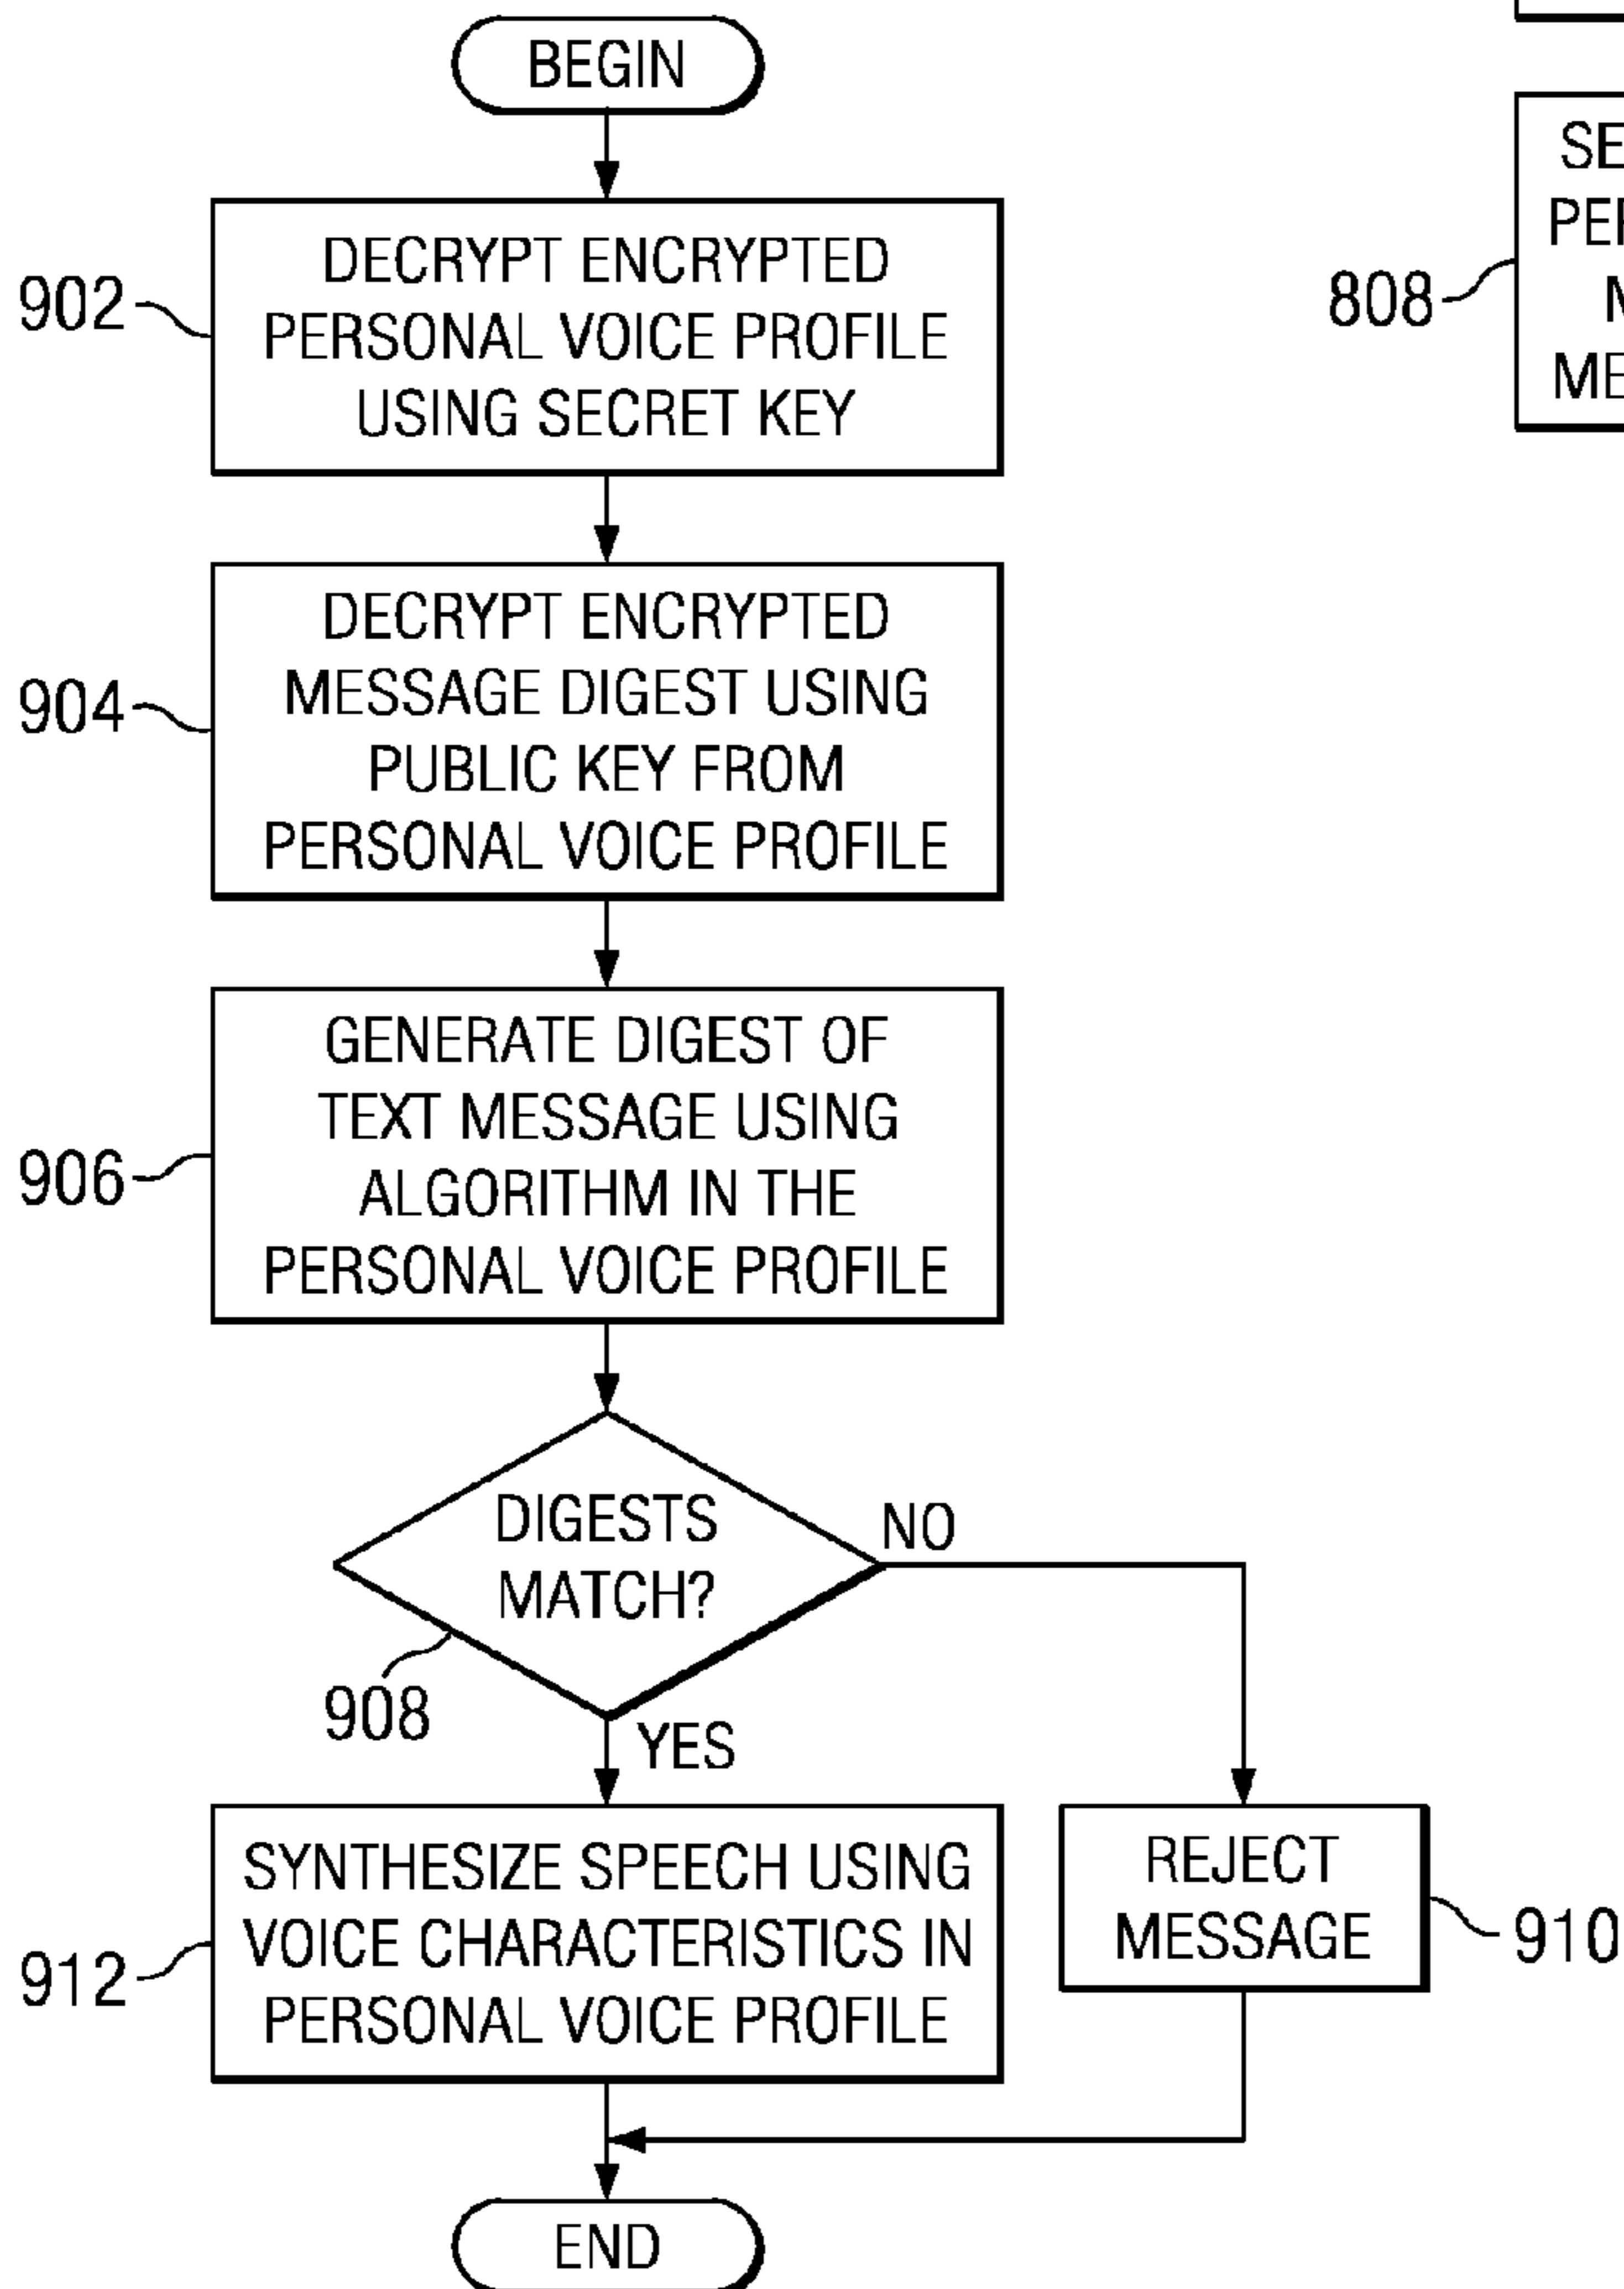 BEGIN
902
DECRYPT ENCRYPTED
PERSONAL VOICE PROFILE
USING SECRET KEY
904
DECRYPT ENCRYPTED
MESSAGE DIGEST USING
PUBLIC KEY FROM
PERSONAL VOICE PROFILE
906
GENERATE DIGEST OF
TEXT MESSAGE USING
ALGORITHM IN THE
PERSONAL VOICE PROFILE
DIGESTS
MATCH?
NO
908
YES
912
SYNTHESIZE SPEECH USING
VOICE CHARACTERISTICS IN
PERSONAL VOICE PROFILE
REJECT
MESSAGE
910
END
808